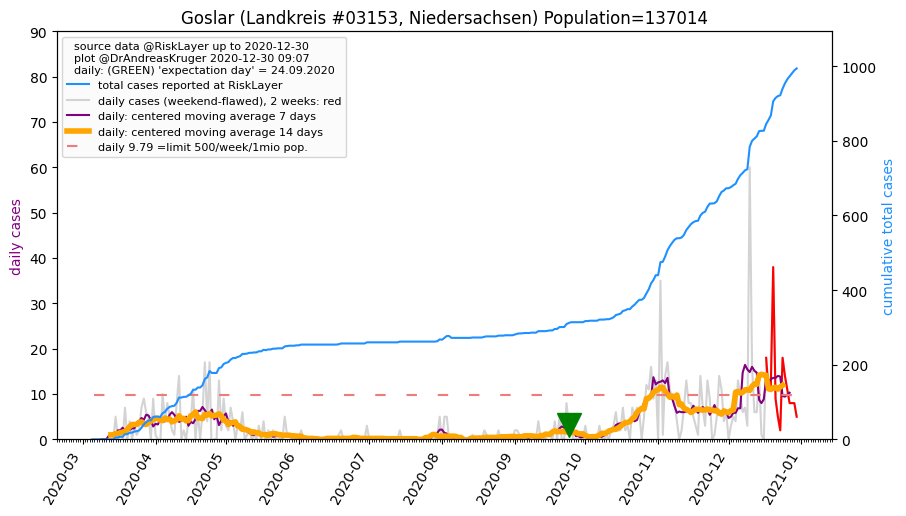 Goslar (Landkreis #03153, Niedersachsen) Population=137014
source data @RiskLayer up to 2020-12-30
plot @DrAndreasKruger 2020-12-30 09:07
daily: (GREEN) 'expectation day' = 24.09.2020
total cases reported at RiskLayer
daily cases (weekend-flawed), 2 weeks: red
daily: centered moving average 7 days
daily: centered moving average 14 days
daily 9.79 =limit 500/week/1mio pop.
daily cases
90
80
70
60
50
40
30
20
10
0
cumulative total cases
1000
800
600
400
200
0
2020-03
2020-04
2020-05
2020-06
2020-07
2020-08
2020-09
2020-10
2020-11
2020-12
2021-01